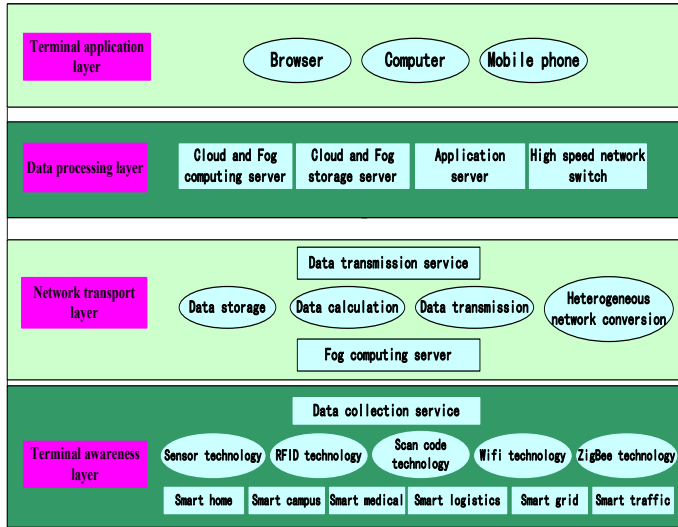 Terminal application
layer
Browser
Computer
Mobile phone
Data processing layer
Cloud and Fog
computing server
Cloud and Fog
storage server
Application
server
High speed network
switch
Network transport
layer
Data transmission service
Data storage
Data calculation
Data transmission
Heterogeneous
network conversion
Fog computing server
Terminal awareness
layer
Data collection service
Sensor technology
RFID technology
Scan code
technology
Wifi technology
ZigBee technology
Smart home
Smart campus
Smart medical
Smart logistics
Smart grid
Smart traffic